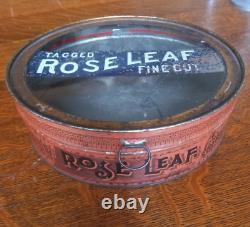 TAGGED
ROSE LEAF
FINE CUT
ROSE LEAF